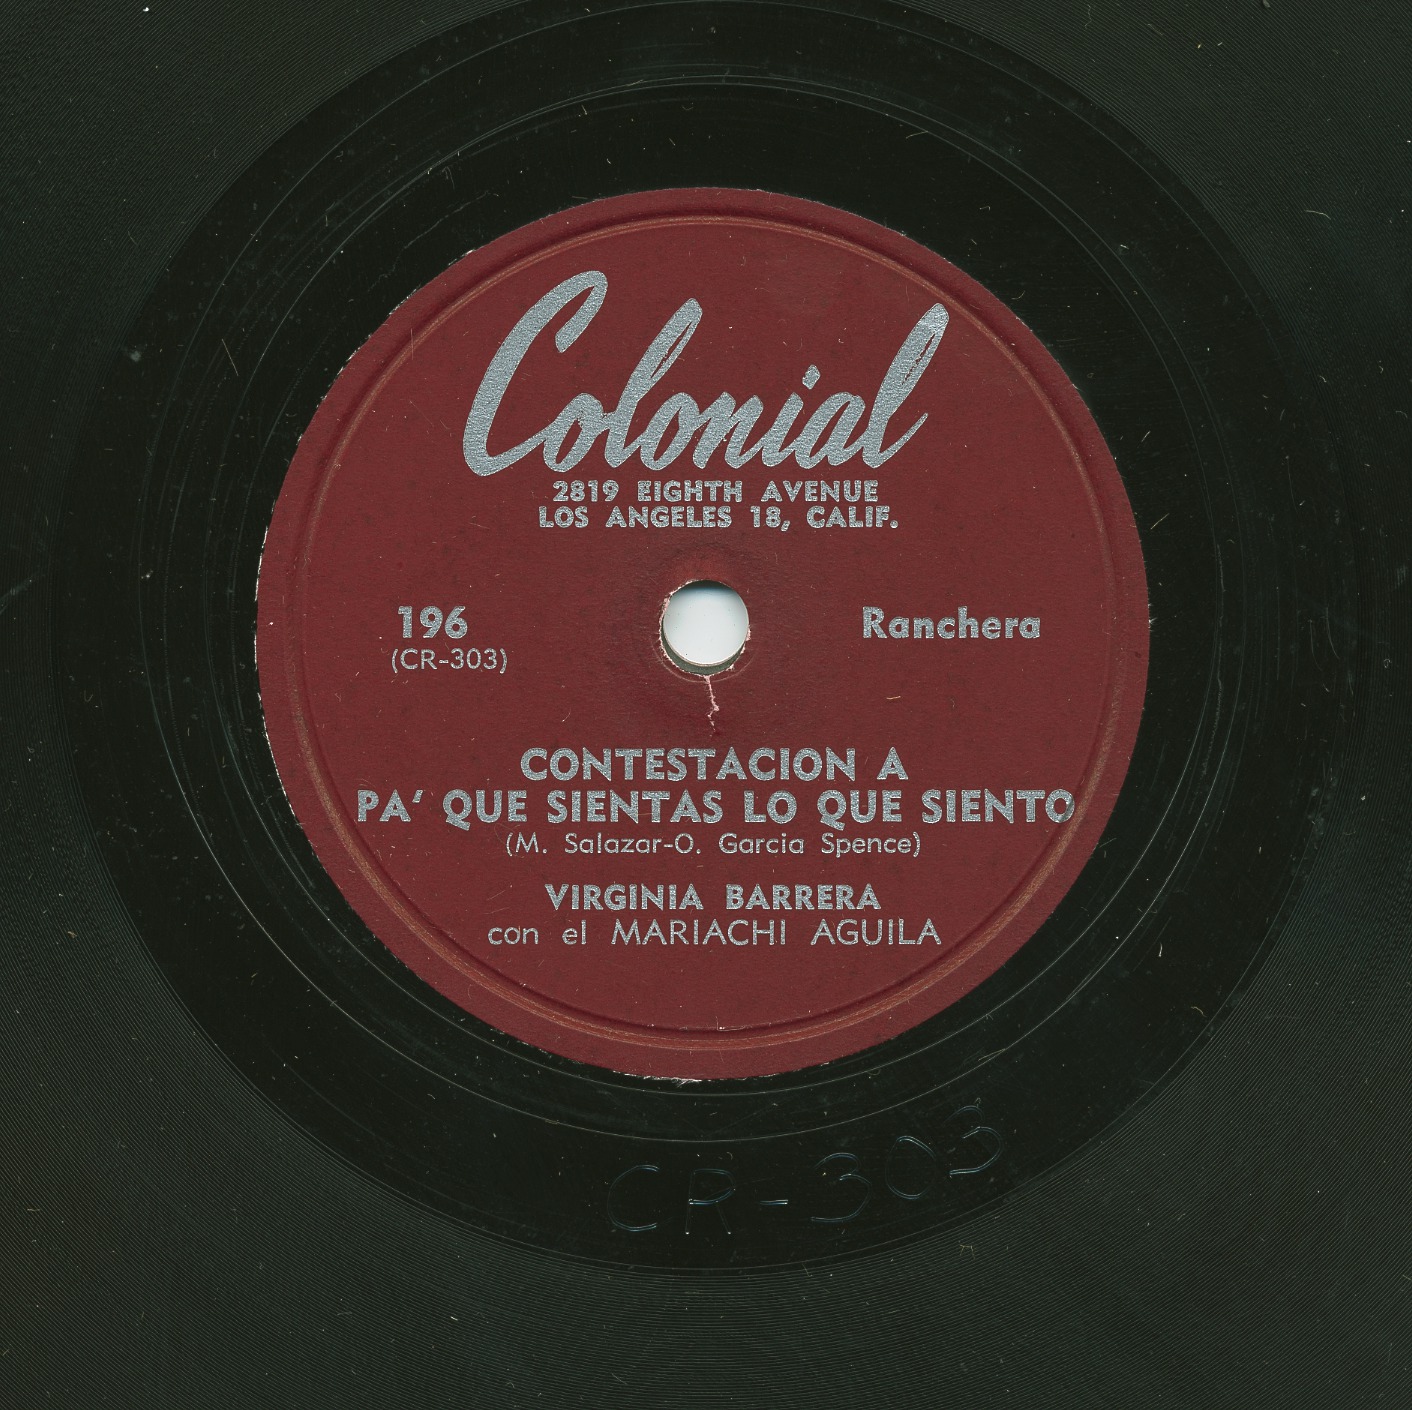 Colonial
2819 EIGHTH AVENUE
LOS ANGELES 18, CALIF.
196
(CR-303)
Ranchera
CONTESTACION A
PA' QUE SIENTAS LO QUE SIENTO
(M. Salazar-O. Garcia Spence)
VIRGINIA BARRERA
con el MARIACHI AGUILA
CR-303